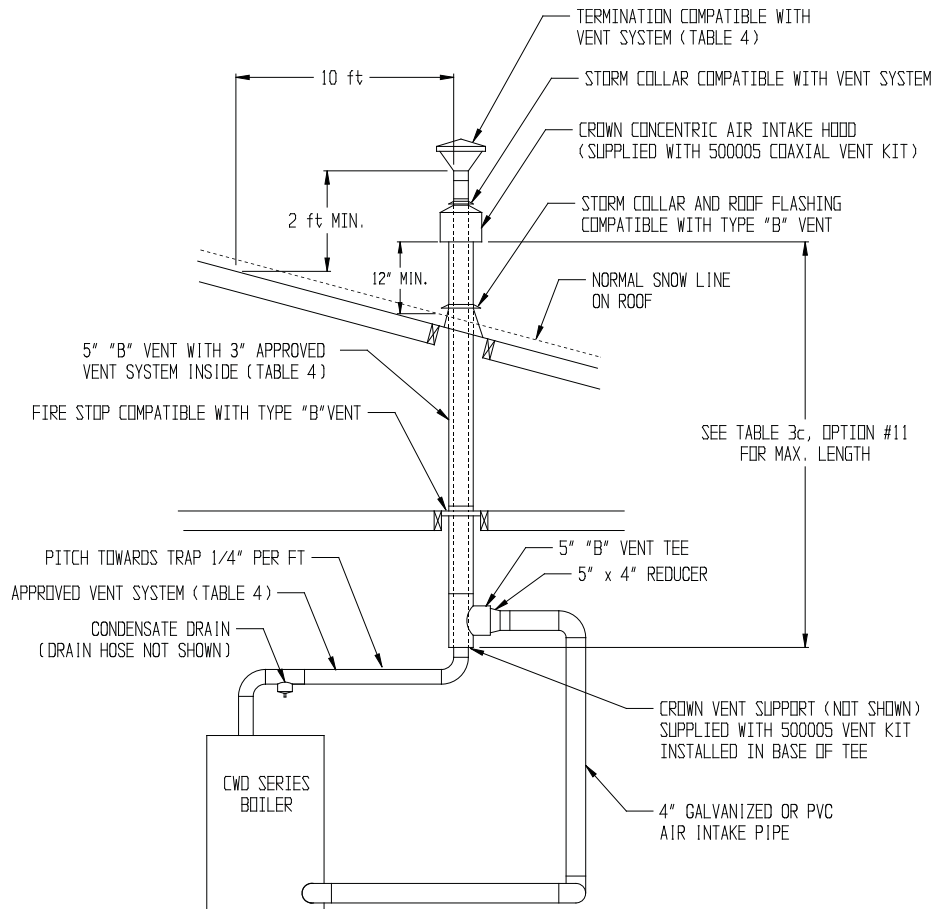 TERMINATION COMPATIBLE WITH
VENT SYSTEM (TABLE 4)
10 ft
STORM COLLAR COMPATIBLE WITH VENT SYSTEM
CROWN CONCENTRIC AIR INTAKE HOOD
(SUPPLIED WITH 500005 COAXIAL VENT KIT)
STORM COLLAR AND ROOF FLASHING
COMPATIBLE WITH TYPE "B" VENT
2 ft MIN.
12" MIN.
NORMAL SNOW LINE
ON ROOF
5" "B" VENT WITH 3" APPROVED
VENT SYSTEM INSIDE (TABLE 4)
FIRE STOP COMPATIBLE WITH TYPE "B"VENT
SEE TABLE 3c, OPTION #11
FOR MAX. LENGTH
PITCH TOWARDS TRAP 1/4" PER FT
5" "B" VENT TEE
5" x 4" REDUCER
APPROVED VENT SYSTEM (TABLE 4)
CONDENSATE DRAIN
(DRAIN HOSE NOT SHOWN)
CROWN VENT SUPPORT (NOT SHOWN)
SUPPLIED WITH 500005 VENT KIT
INSTALLED IN BASE OF TEE
CWD SERIES
BOILER
4" GALVANIZED OR PVC
AIR INTAKE PIPE